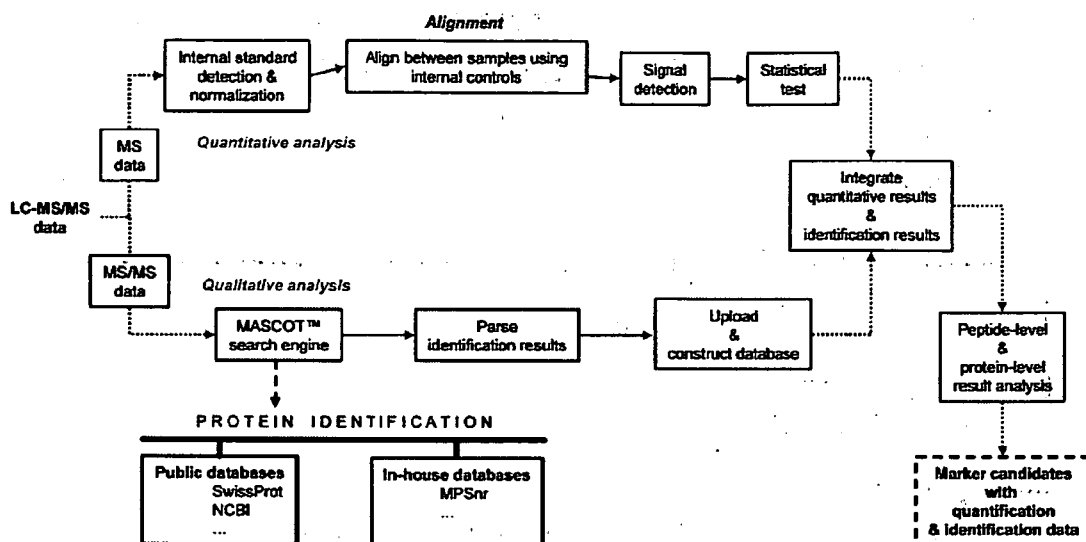 Alignment
Internal standard
detection &
normalization
Align between samples using
internal controls
Signal
detection
Statistical
test
Quantitative analysis
MS
data
LC-MS/MS
data
MS/MS
data
Qualitative analysis
MASCOT™
search engine
Parse
identification results
Upload
&
construct database
Integrate
quantitative results
&
identification results
Peptide-level
&
protein-level
result analysis
PROTEIN IDENTIFICATION
Public databases
SwissProt
NCBI
...
In-house databases
MPSnr
...
Marker candidates
with
quantification
& identification data